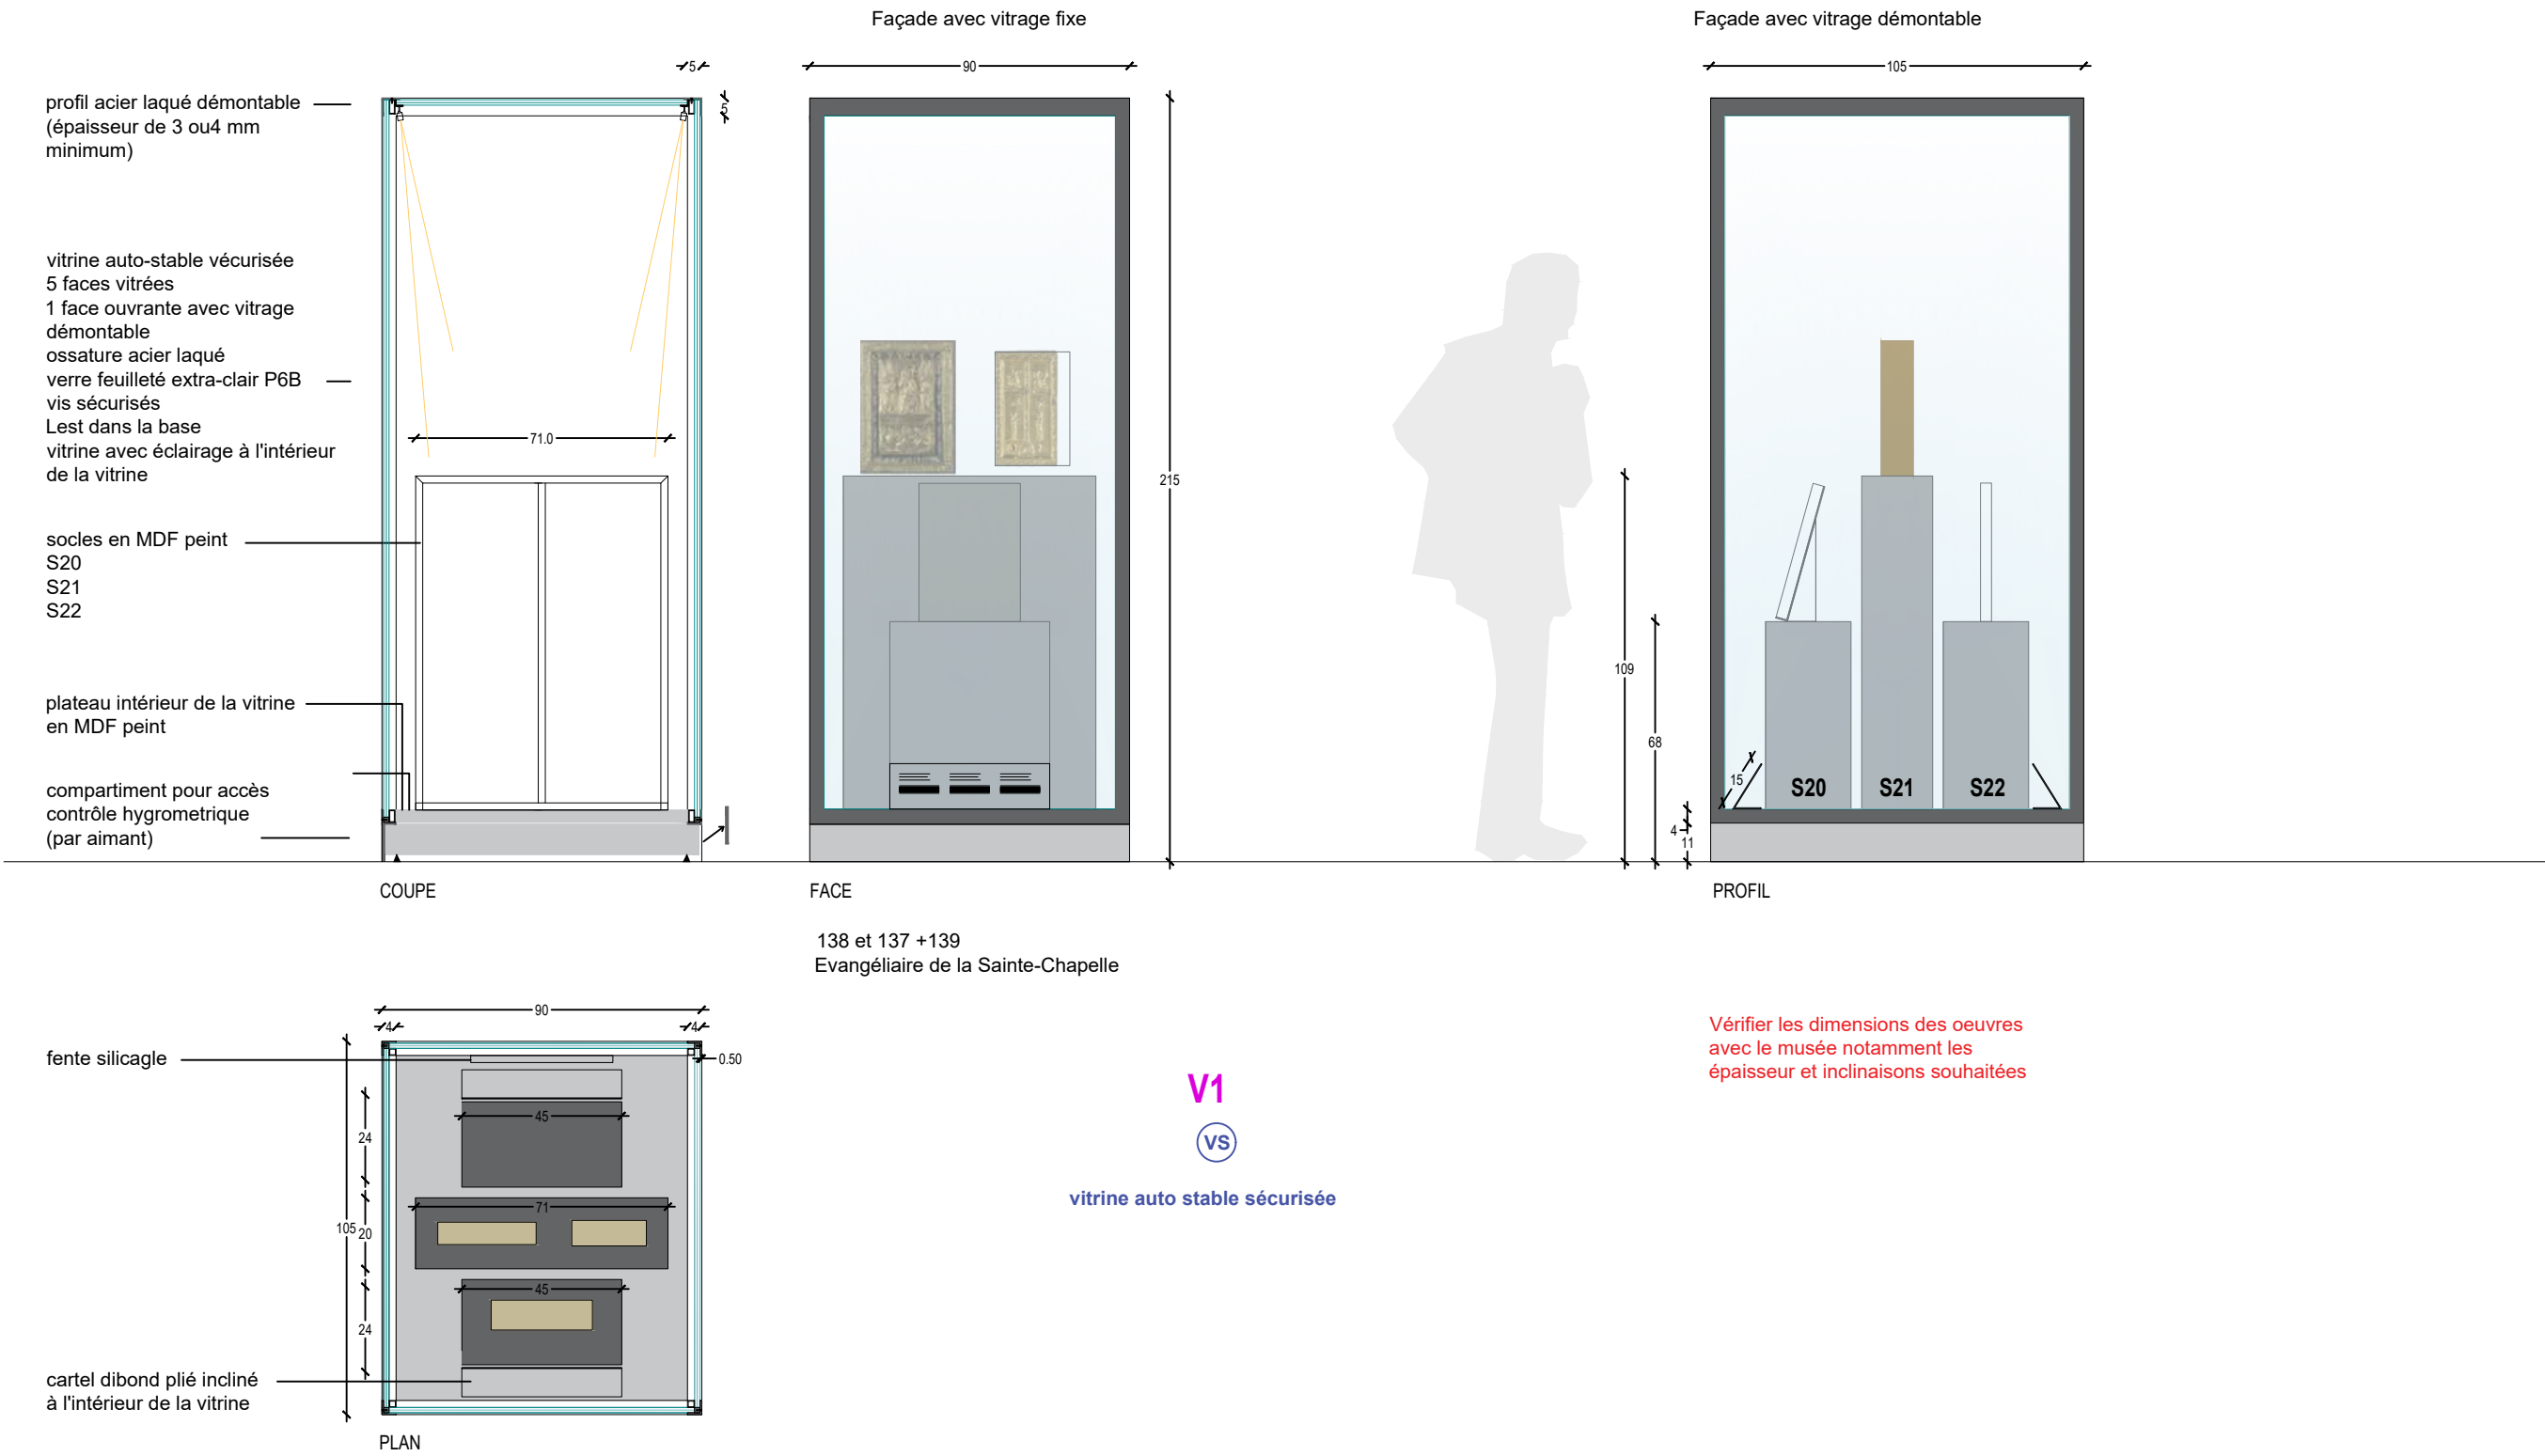 Façade avec vitrage fixe
Façade avec vitrage démontable
5
90
105
profil acier laqué démontable
(épaisseur de 3 ou4 mm
minimum)
5
vitrine auto-stable vécurisée
5 faces vitrées
1 face ouvrante avec vitrage
démontable
ossature acier laqué
verre feuilleté extra-clair P6B
vis sécurisés
Lest dans la base
vitrine avec éclairage à l'intérieur
de la vitrine
71.0
215
socles en MDF peint
S20
S21
S22
109
68
plateau intérieur de la vitrine
en MDF peint
15
S20
S21
S22
compartiment pour accès
contrôle hygrometrique
(par aimant)
4
11
COUPE
FACE
PROFIL
138 et 137 +139
Evangéliaire de la Sainte-Chapelle
90
4
4
fente silicagle
0.50
45
24
71
105
20
45
24
cartel dibond plié incliné
à l'intérieur de la vitrine
PLAN
V1
VS
vitrine auto stable sécurisée
Vérifier les dimensions des oeuvres
avec le musée notamment les
épaisseur et inclinaisons souhaitées